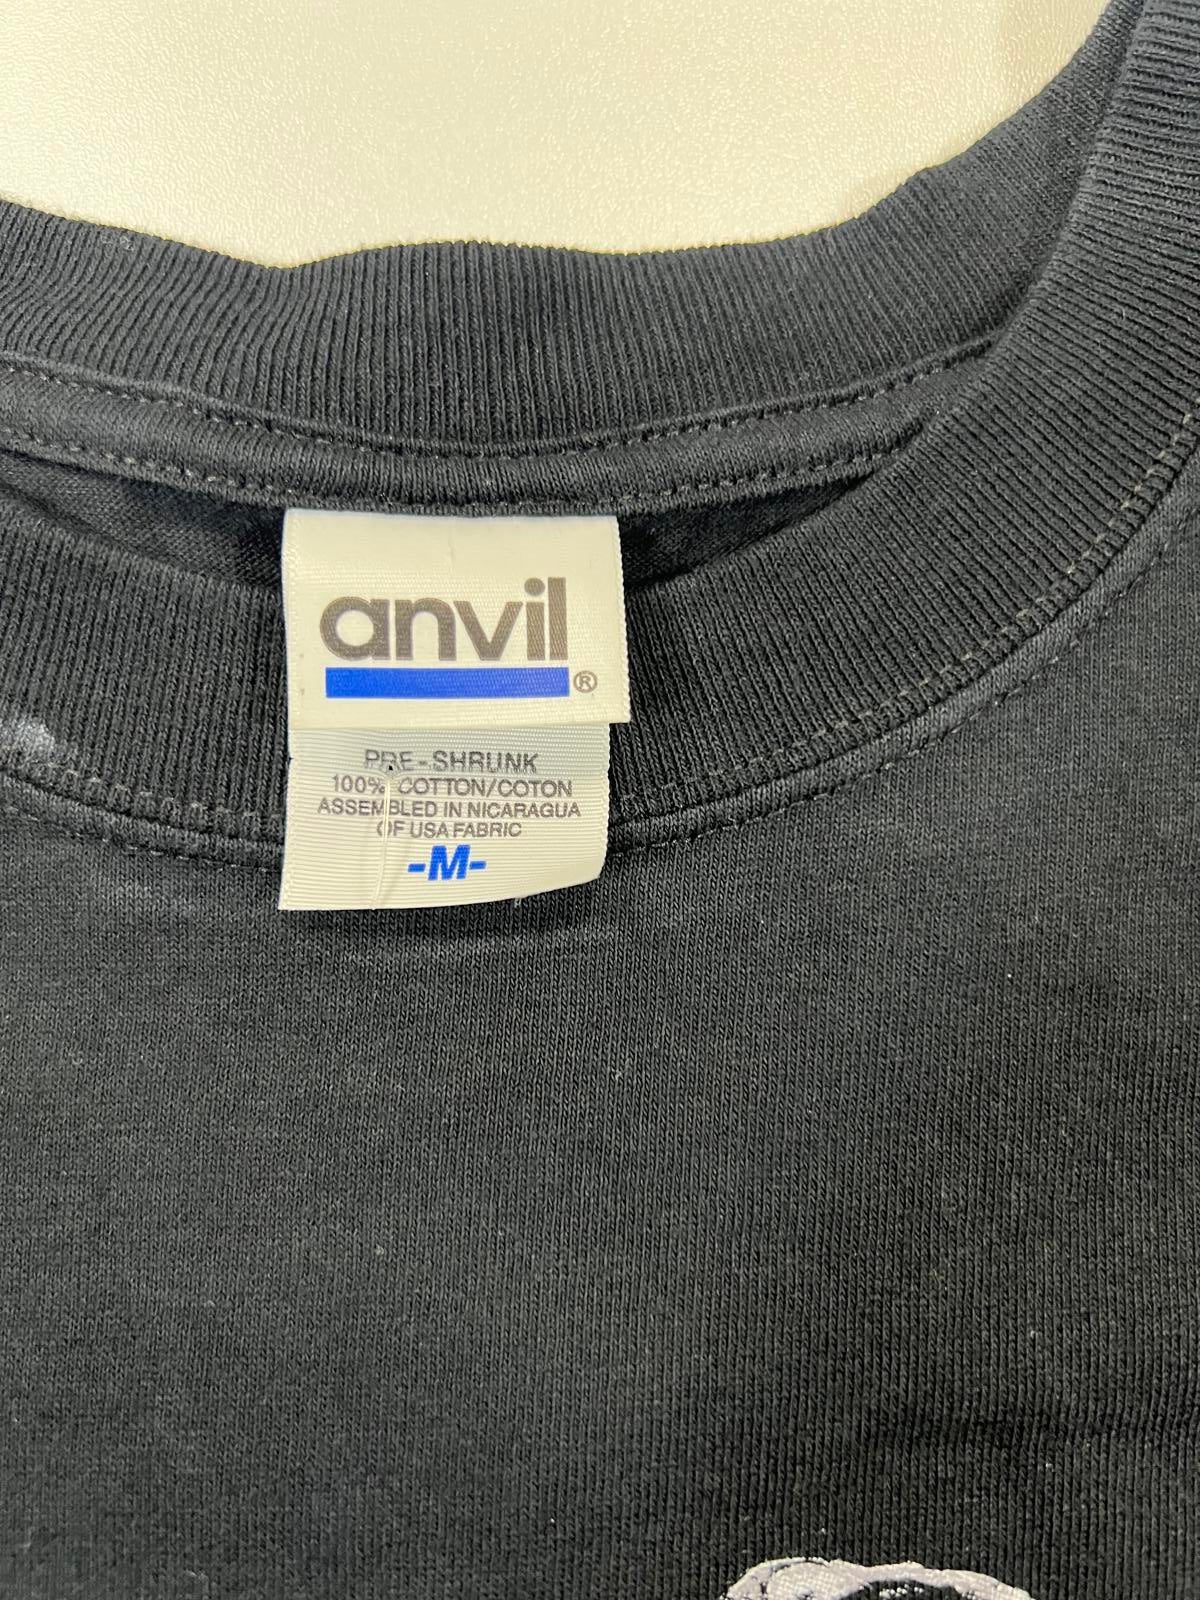 anvil®
PRE-SHRUNK
100% COTTON/COTON
ASSEMBLED IN NICARAGUA
OF USA FABRIC
-M-